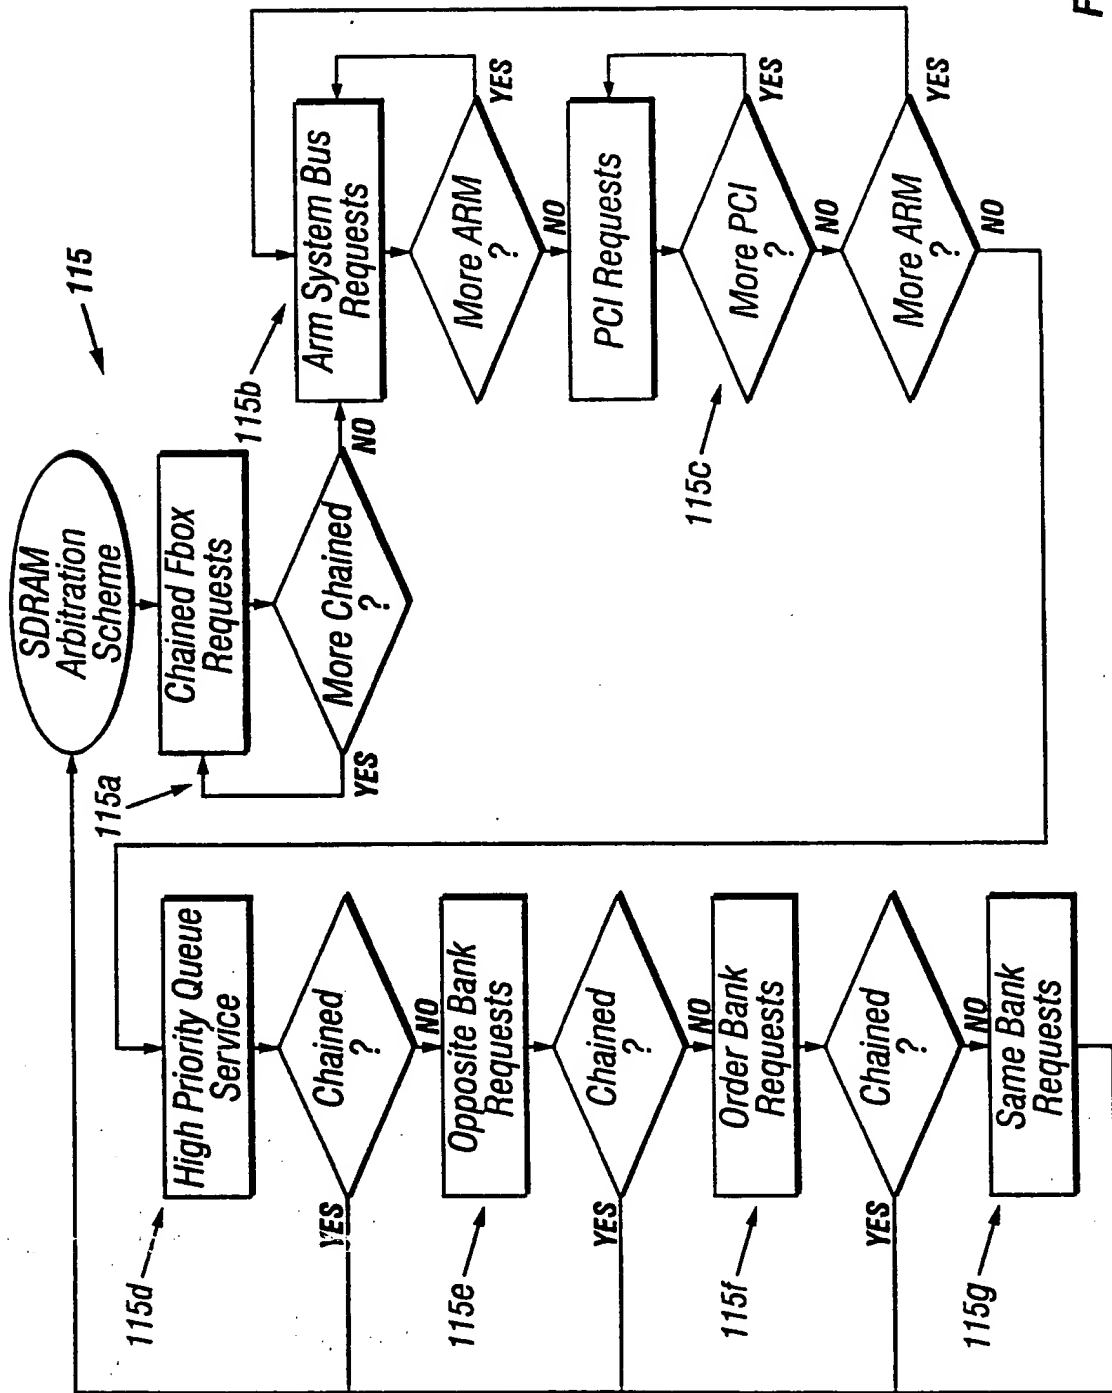 115
SDRAM
Arbitration
Scheme
115a
Chained Fbox
Requests
More Chained
?
YES
NO
115b
Arm System Bus
Requests
More ARM
?
YES
NO
PCI Requests
115c
More PCI
?
YES
NO
More ARM
?
YES
NO
115d
High Priority Queue
Service
Chained
?
YES
NO
115e
Opposite Bank
Requests
Chained
?
YES
NO
115f
Order Bank
Requests
Chained
?
YES
NO
115g
Same Bank
Requests
F